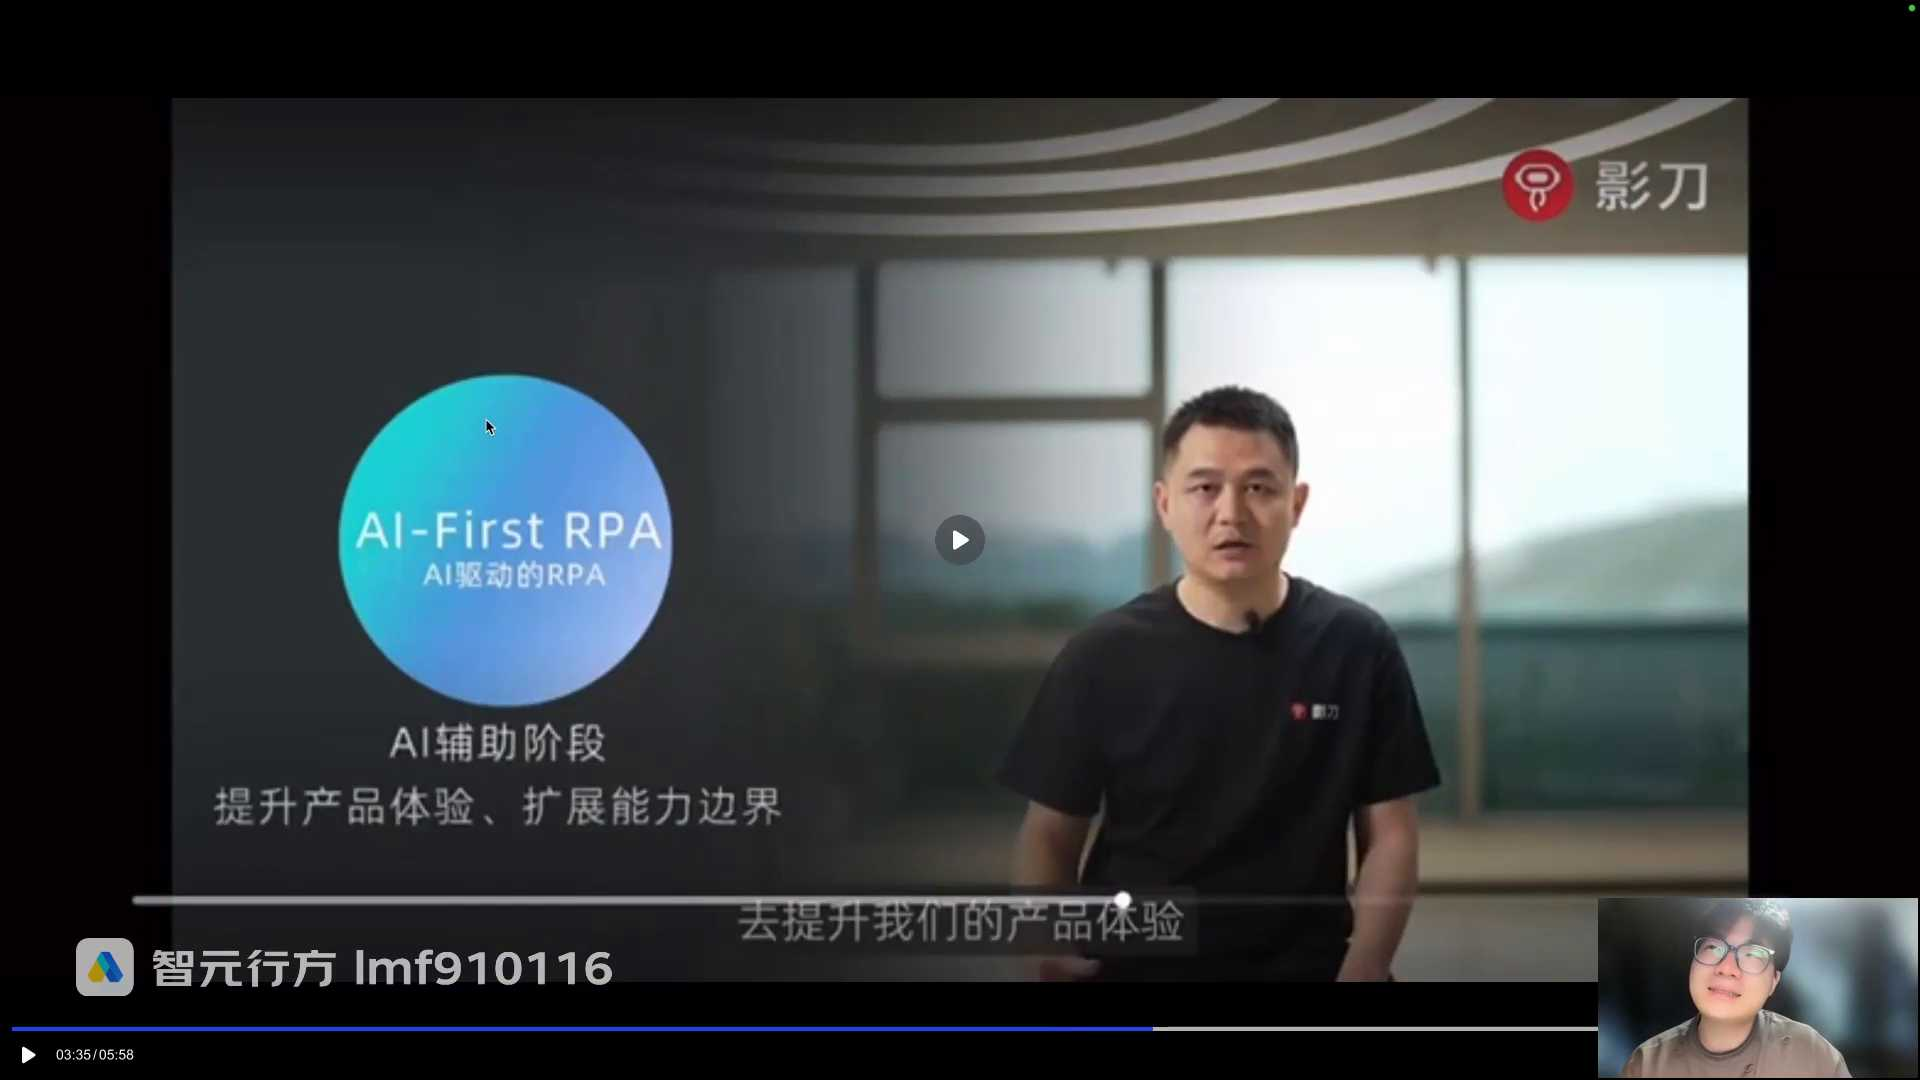 影刀
AI-First RPA
AI驱动的RPA
影刀
AI辅助阶段
提升产品体验、扩展能力边界
去提升我们的产品体验
智元行方 lmf910116
03:35/05:58